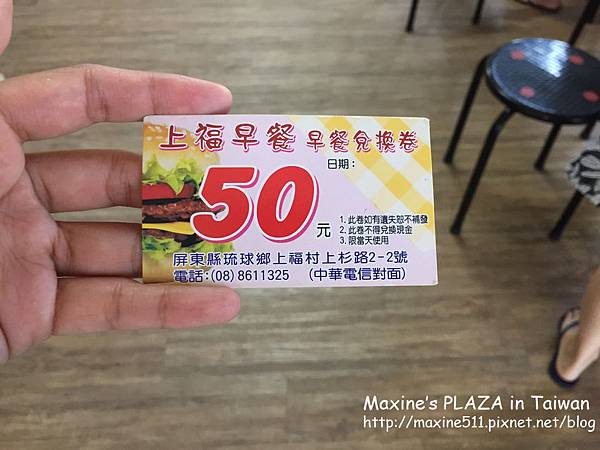 上福早餐 早餐兌換卷
日期:
50元
1.此卷如有遺失恕不補發
2.此卷不得兌換現金
3.限當天使用
屏東縣琉球鄉上福村上杉路2-2號
電話:(08)8611325 (中華電信對面)
Maxine's PLAZA in Taiwan
http://maxine511.pixnet.net/blog